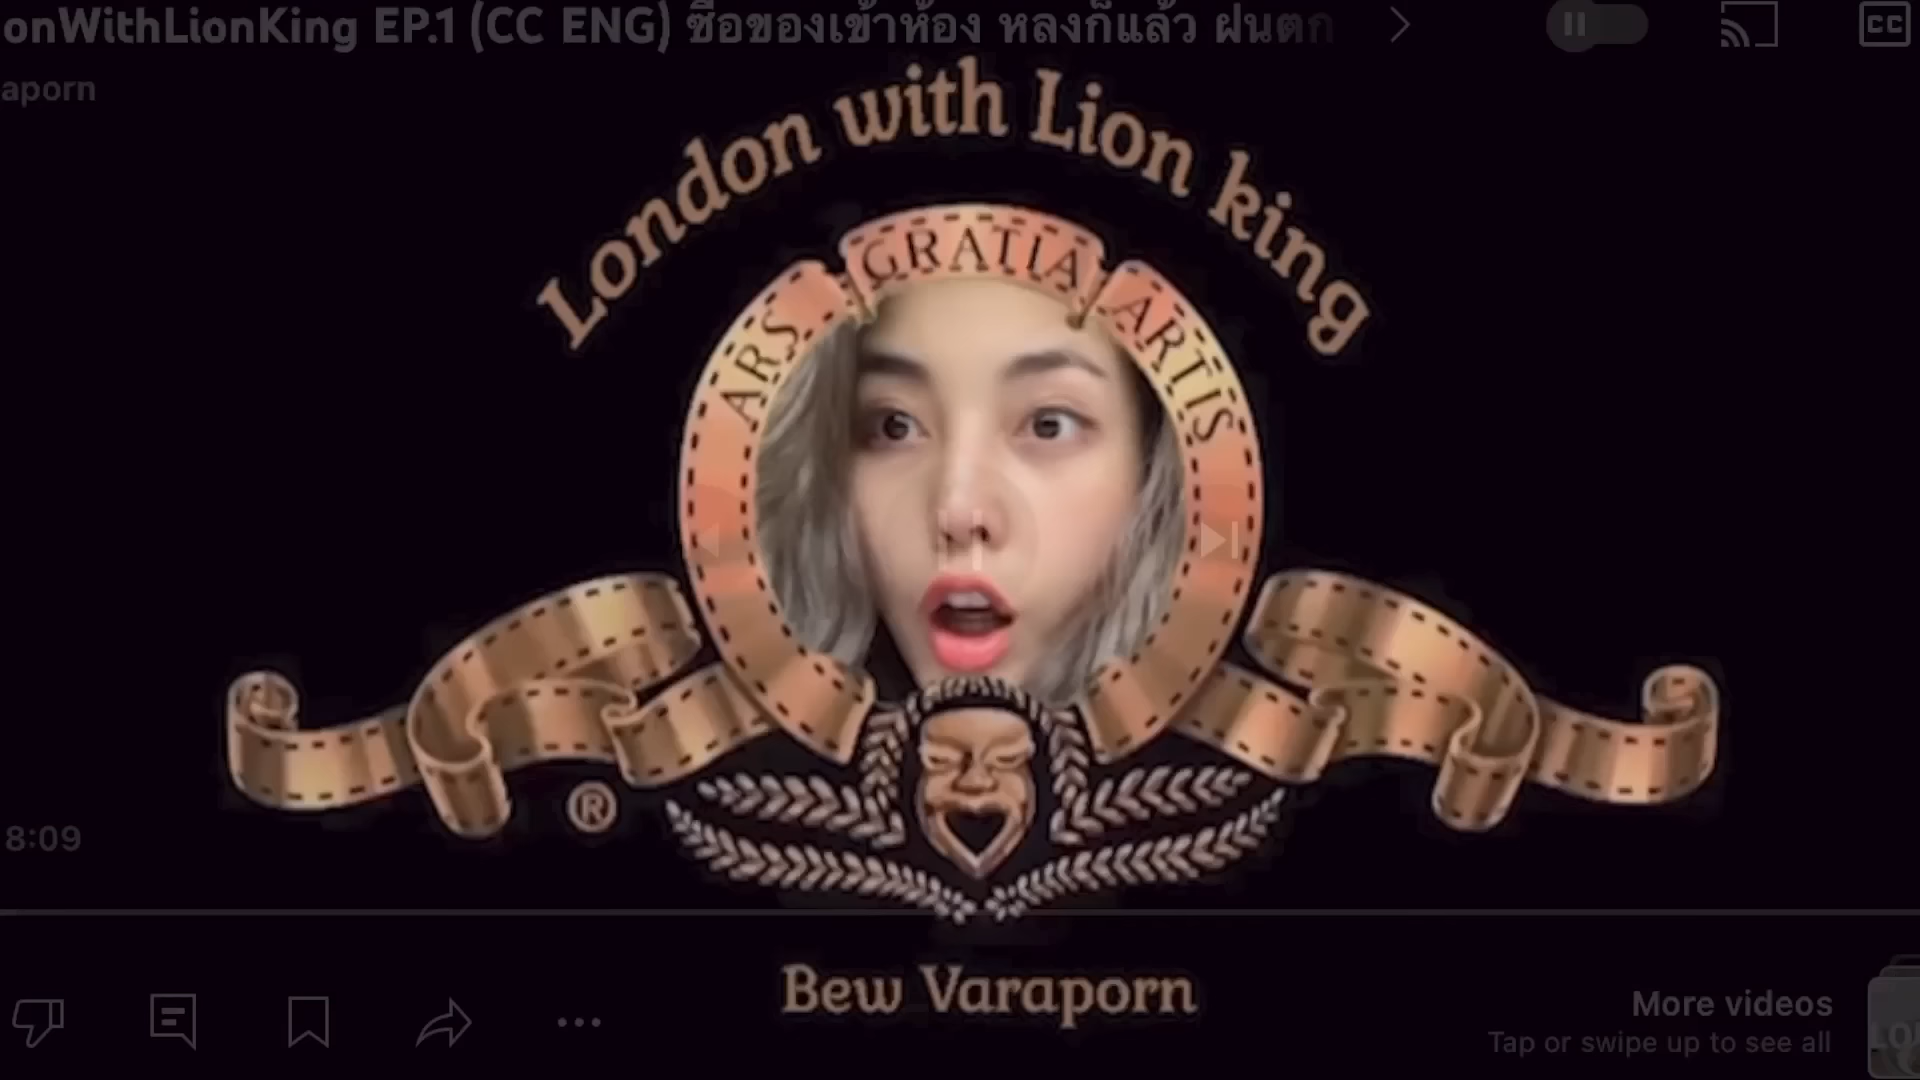 onWithLionKing EP.1 (CC ENG) ซื้อของเข้าห้อง หลงก็แล้ว ฝนตก
CC
aporn
London with Lion king
ARS GRATIA ARTIS
®
8:09
Bew Varaporn
More videos
Tap or swipe up to see all